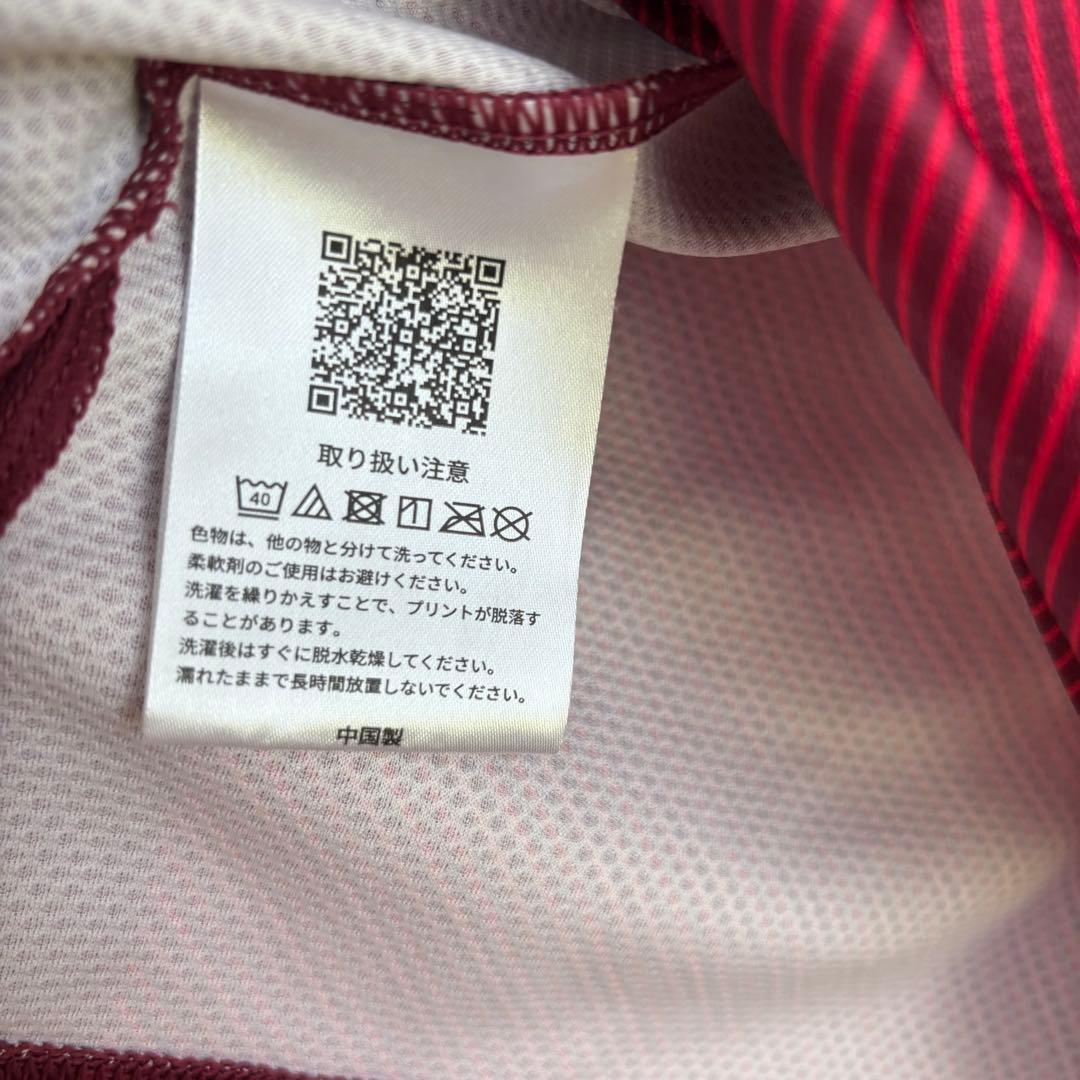 取り扱い注意
40
色物は、他の物と分けて洗ってください。
柔軟剤のご使用はお避けください。
洗濯を繰りかえすことで、プリントが脱落す
ることがあります。
洗濯後はすぐに脱水乾燥してください。
濡れたままで長時間放置しないでください。
中国製